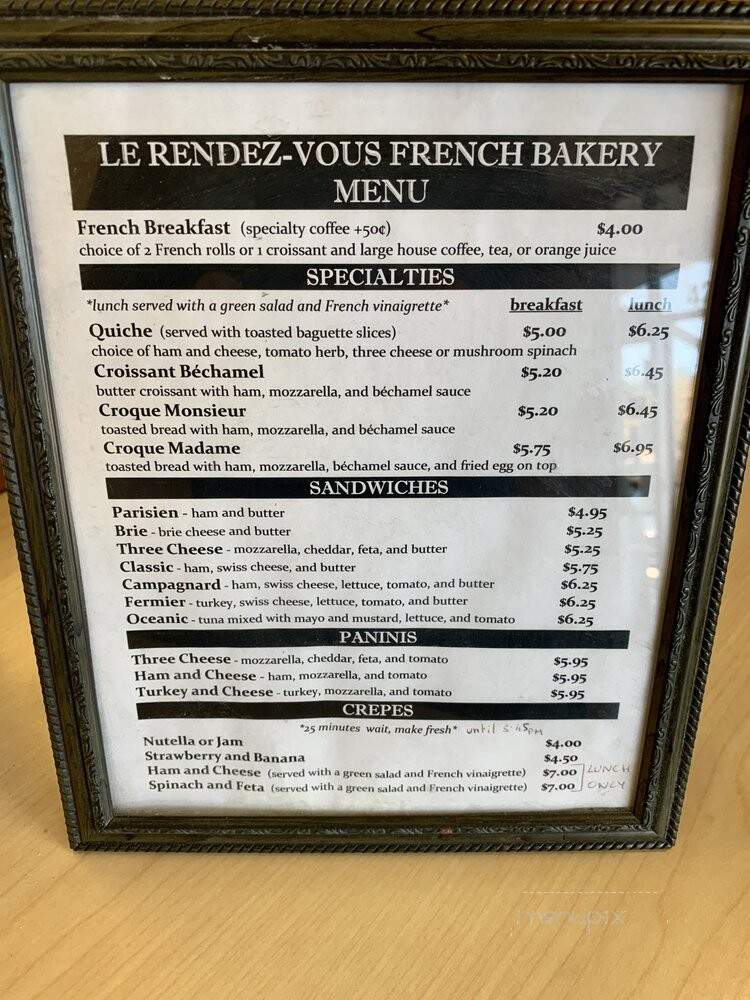 LE RENDEZ-VOUS FRENCH BAKERY
MENU
French Breakfast (specialty coffee +50¢) $4.00
choice of 2 French rolls or 1 croissant and large house coffee, tea, or orange juice
SPECIALTIES
*lunch served with a green salad and French vinaigrette* breakfast lunch
Quiche (served with toasted baguette slices) $5.00 $6.25
choice of ham and cheese, tomato herb, three cheese or mushroom spinach
Croissant Béchamel $5.20 $6.45
butter croissant with ham, mozzarella, and béchamel sauce
Croque Monsieur $5.20 $6.45
toasted bread with ham, mozzarella, and béchamel sauce
Croque Madame $5.75 $6.95
toasted bread with ham, mozzarella, béchamel sauce, and fried egg on top
SANDWICHES
Parisien - ham and butter $4.95
Brie - brie cheese and butter $5.25
Three Cheese - mozzarella, cheddar, feta, and butter $5.25
Classic - ham, swiss cheese, and butter $5.75
Campagnard - ham, swiss cheese, lettuce, tomato, and butter $6.25
Fermier - turkey, swiss cheese, lettuce, tomato, and butter $6.25
Oceanic - tuna mixed with mayo and mustard, lettuce, and tomato $6.25
PANINIS
Three Cheese - mozzarella, cheddar, feta, and tomato $5.95
Ham and Cheese - ham, mozzarella, and tomato $5.95
Turkey and Cheese - turkey, mozzarella, and tomato $5.95
CREPES
*25 minutes wait, make fresh* until 3:45PM
Nutella or Jam $4.00
Strawberry and Banana $4.50
Ham and Cheese (served with a green salad and French vinaigrette) $7.00 LUNCH
Spinach and Feta (served with a green salad and French vinaigrette) $7.00 ONLY
menupix